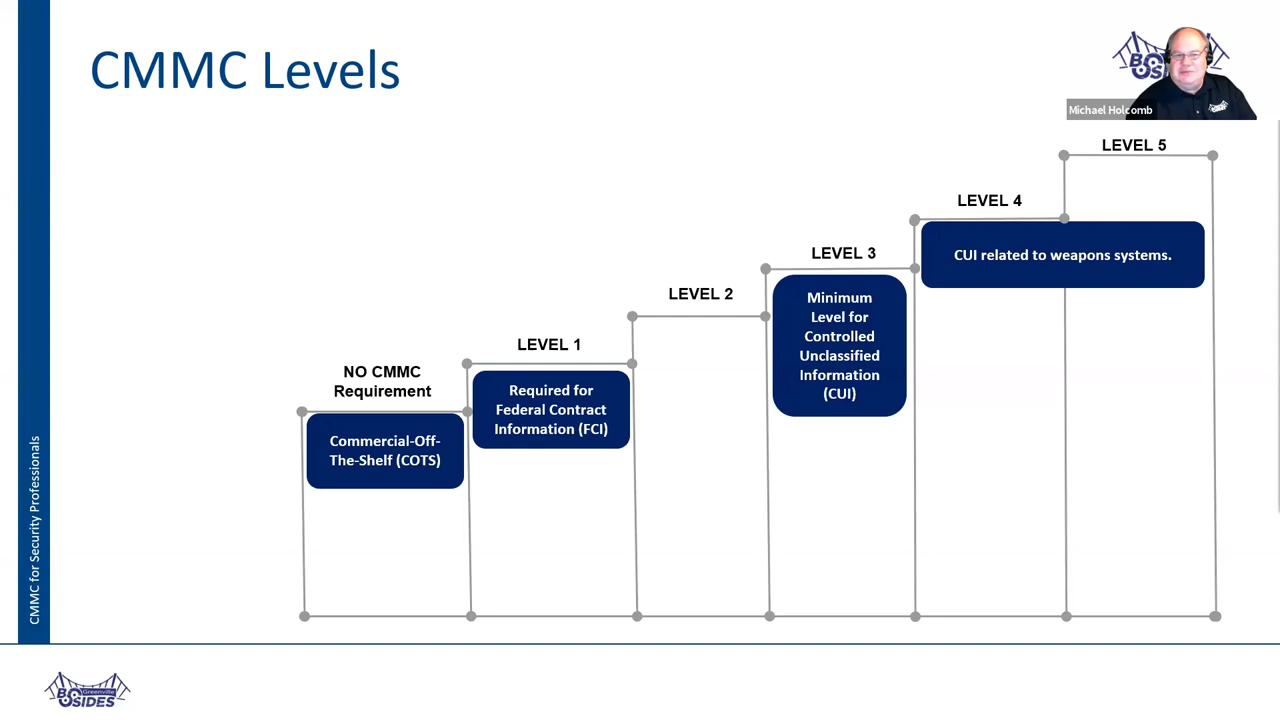 CMMC Levels
Michael Holcomb
LEVEL 5
LEVEL 4
CUI related to weapons systems.
LEVEL 3
Minimum
Level for
Controlled
Unclassified
Information
(CUI)
LEVEL 2
LEVEL 1
Required for
Federal Contract
Information (FCI)
NO CMMC
Requirement
Commercial-Off-
The-Shelf (COTS)
CMMC for Security Professionals
Greenville
BSIDES